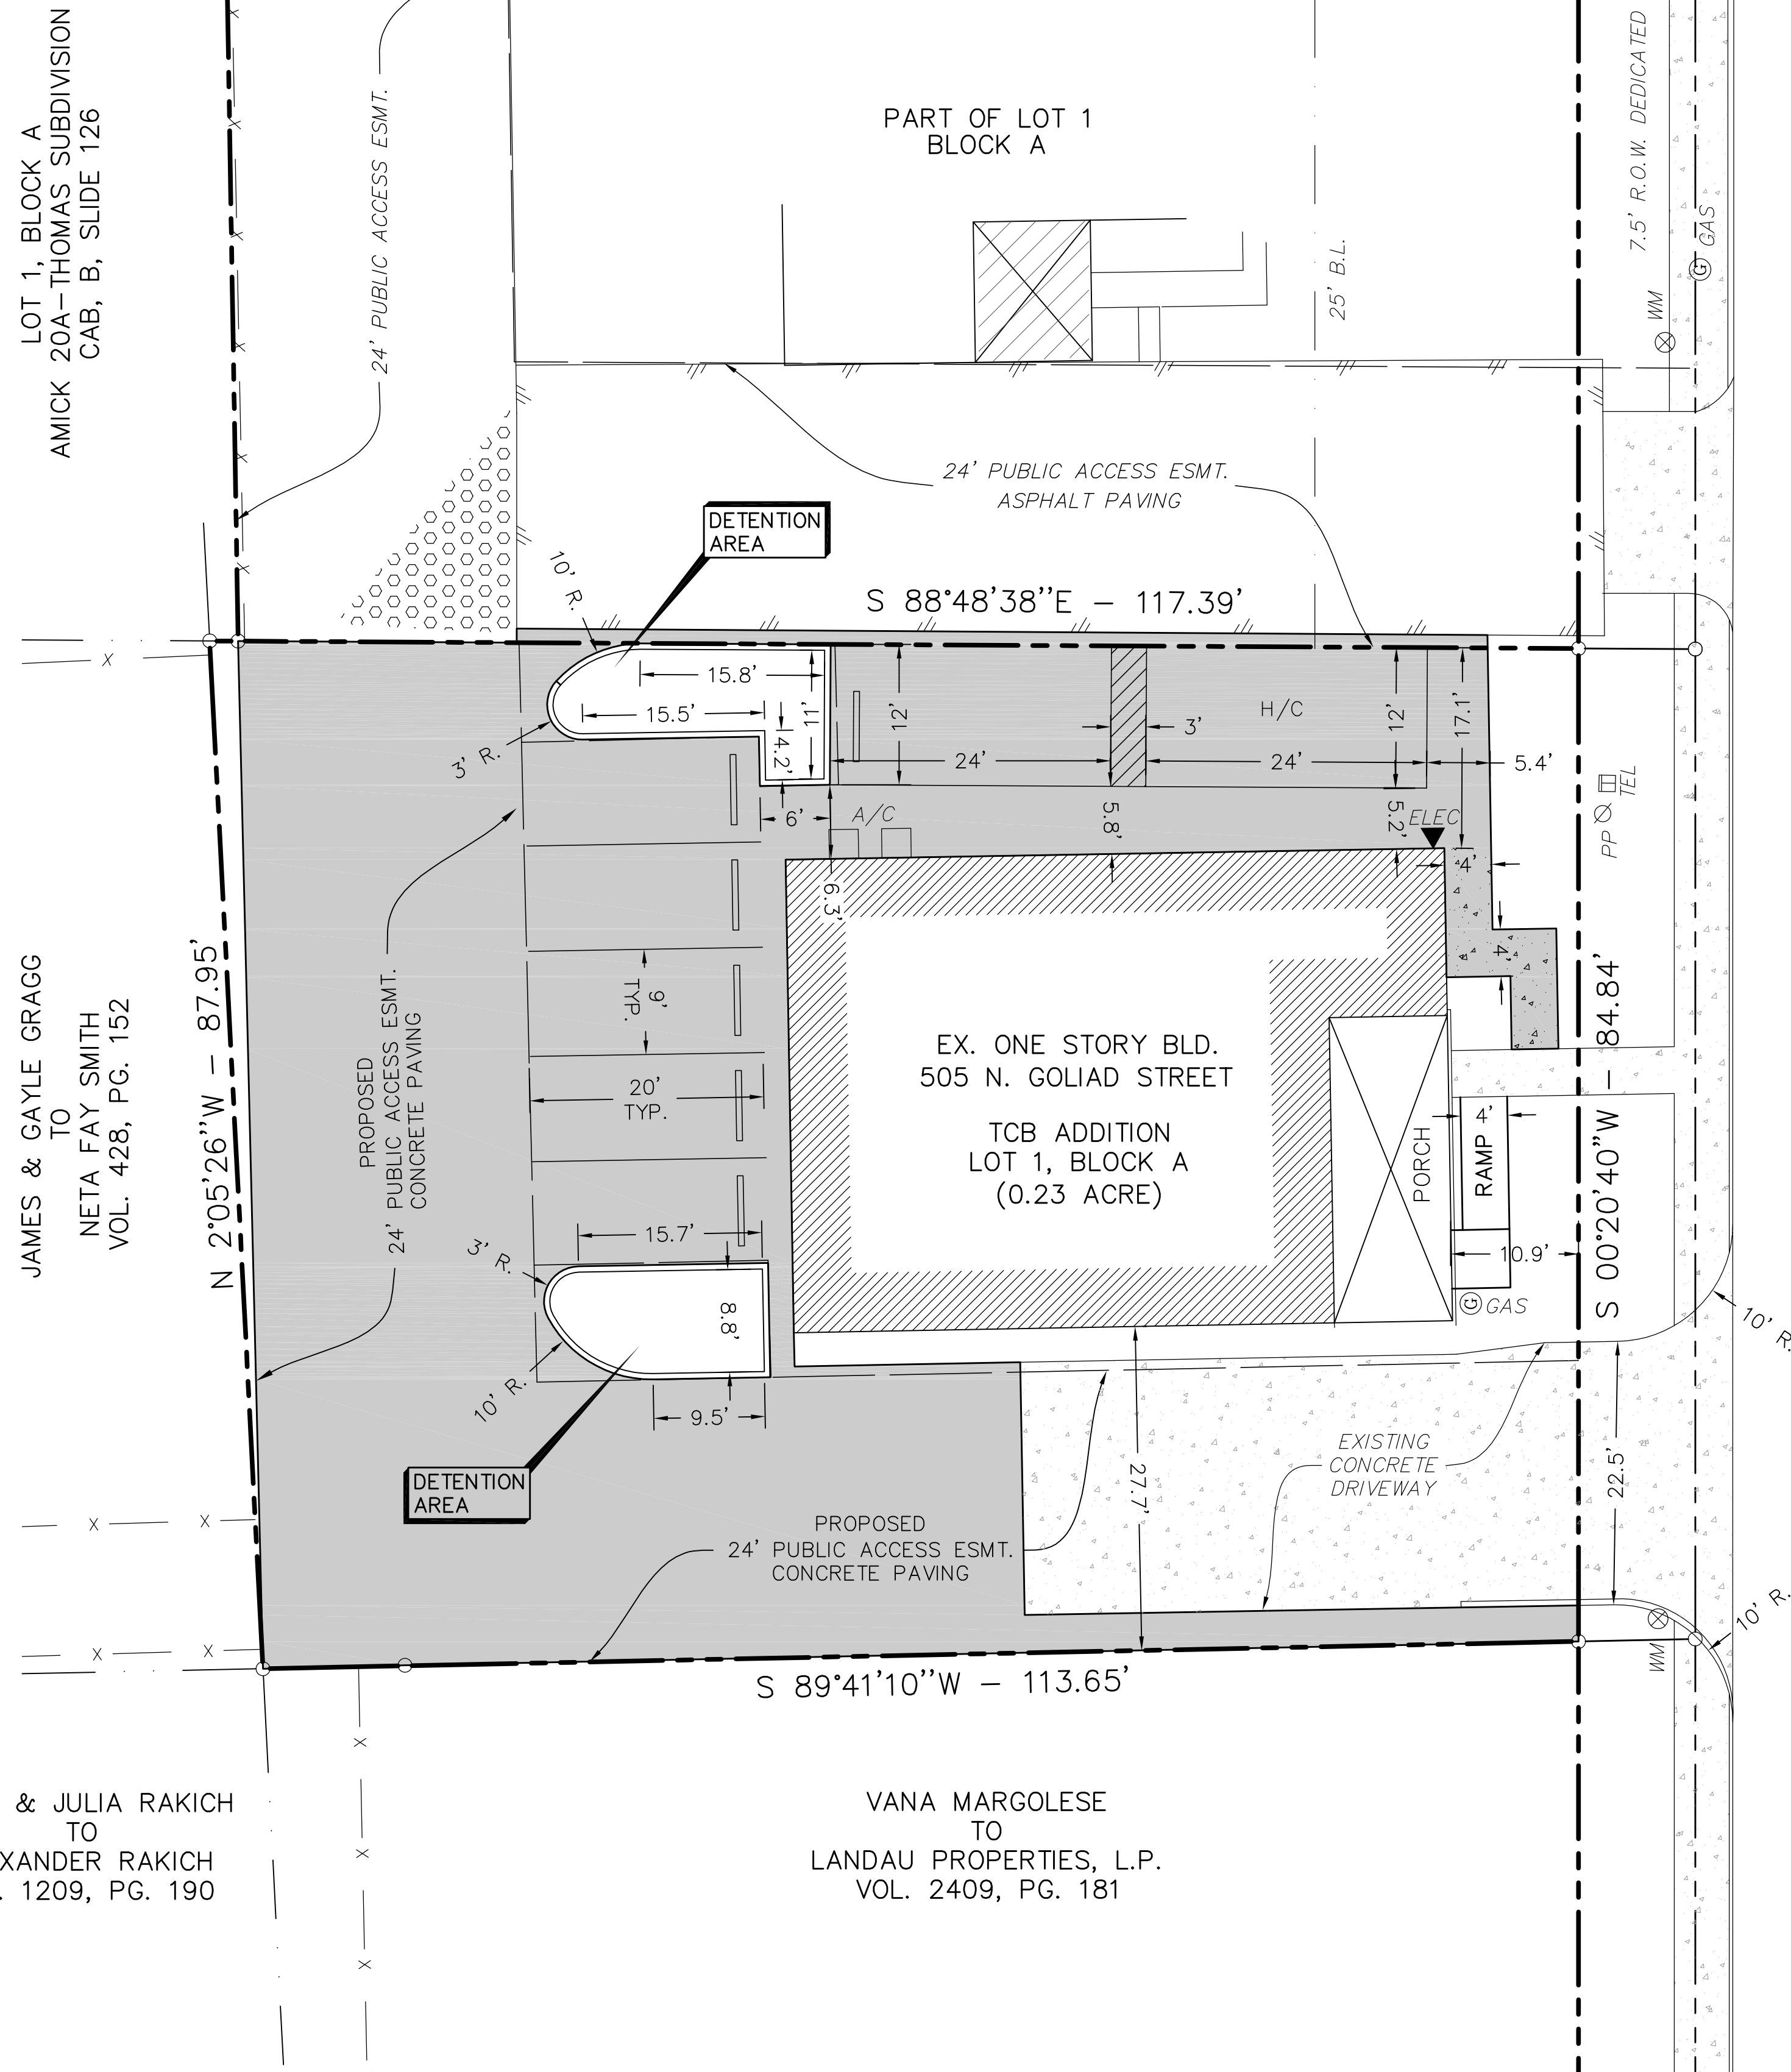 LOT 1, BLOCK A
AMICK 20A-THOMAS SUBDIVISION
CAB, B, SLIDE 126
24' PUBLIC ACCESS ESMT.
PART OF LOT 1
BLOCK A
25' B.L.
7.5' R.O.W. DEDICATED
GAS
G
WM
24' PUBLIC ACCESS ESMT.
ASPHALT PAVING
DETENTION
AREA
10' R.
S 88°48'38"E - 117.39'
15.8'
15.5'
11'
4.2'
3' R.
12'
24'
3'
H/C
24'
12'
17.1'
5.4'
6'
A/C
5.8'
5.2'
ELEC
4'
6.3'
4'
TEL
PP
JAMES & GAYLE GRAGG
TO
NETA FAY SMITH
VOL. 428, PG. 152
N 2°05'26"W - 87.95'
PROPOSED
24' PUBLIC ACCESS ESMT.
CONCRETE PAVING
9'
TYP.
20'
TYP.
EX. ONE STORY BLD.
505 N. GOLIAD STREET
TCB ADDITION
LOT 1, BLOCK A
(0.23 ACRE)
PORCH
RAMP
4'
10.9'
G
GAS
S 00°20'40"W - 84.84'
15.7'
3' R.
8.8'
10' R.
9.5'
DETENTION
AREA
27.7'
EXISTING
CONCRETE
DRIVEWAY
22.5'
10' R.
10' R.
WM
PROPOSED
24' PUBLIC ACCESS ESMT.
CONCRETE PAVING
S 89°41'10"W - 113.65'
& JULIA RAKICH
TO
XANDER RAKICH
. 1209, PG. 190
VANA MARGOLESE
TO
LANDAU PROPERTIES, L.P.
VOL. 2409, PG. 181